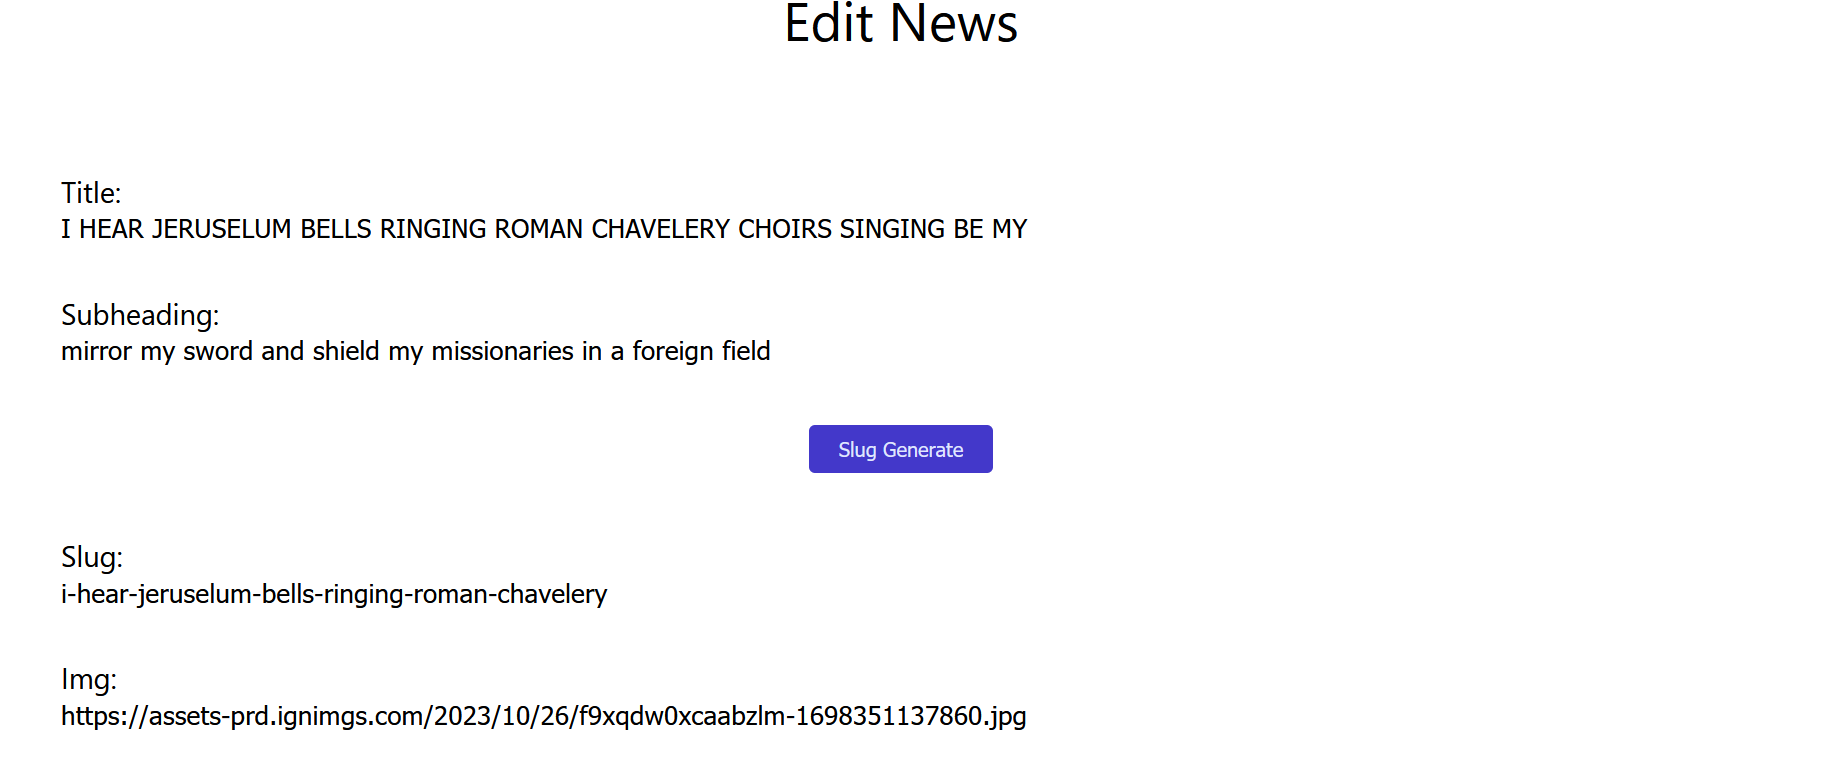 Edit News
Title:
I HEAR JERUSELUM BELLS RINGING ROMAN CHAVELERY CHOIRS SINGING BE MY
Subheading:
mirror my sword and shield my missionaries in a foreign field
Slug Generate
Slug:
i-hear-jeruselum-bells-ringing-roman-chavelery
Img:
https://assets-prd.ignimgs.com/2023/10/26/f9xqdw0xcaabzlm-1698351137860.jpg